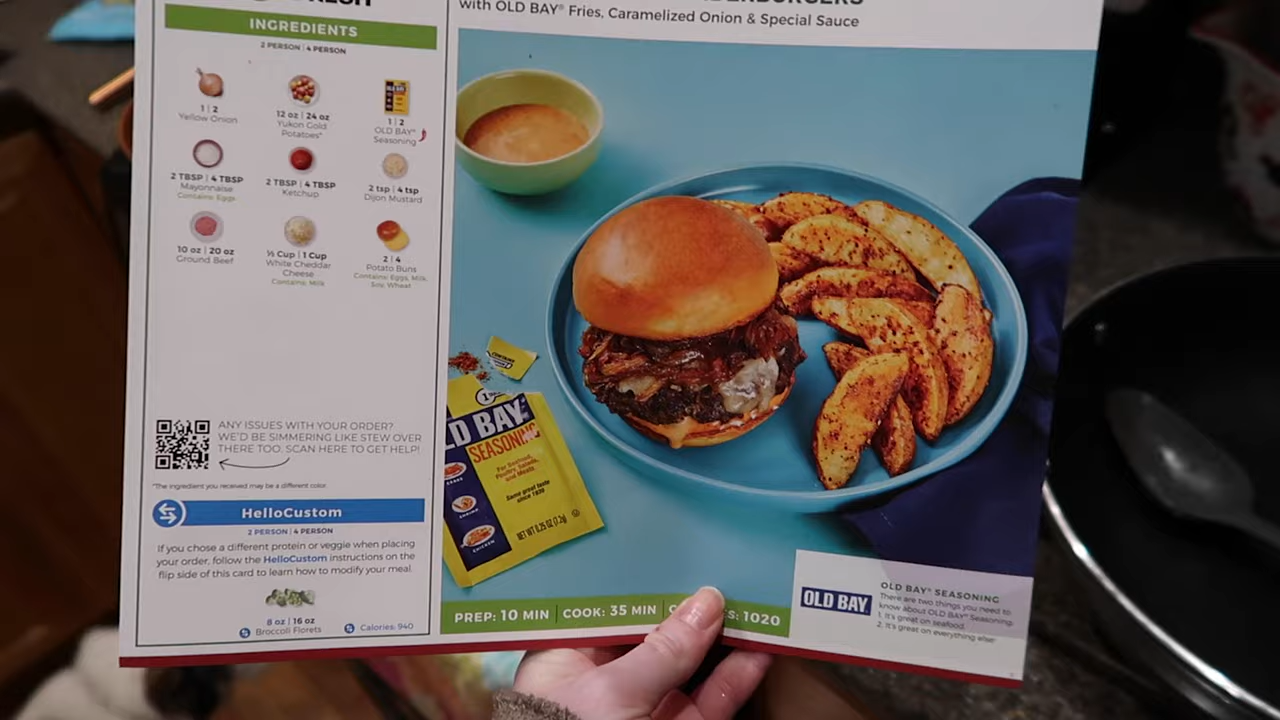 with OLD BAY® Fries, Caramelized Onion & Special Sauce
INGREDIENTS
2 PERSON | 4 PERSON
1 | 2
Yellow Onion
12 oz | 24 oz
Yukon Gold
Potatoes*
1 | 2
OLD BAY®
Seasoning
2 TBSP | 4 TBSP
Mayonnaise
Contains: Eggs
2 TBSP | 4 TBSP
Ketchup
2 tsp | 4 tsp
Dijon Mustard
10 oz | 20 oz
Ground Beef
½ Cup | 1 Cup
White Cheddar
Cheese
Contains: Milk
2 | 4
Potato Buns
Contains: Eggs, Milk,
Soy, Wheat
ANY ISSUES WITH YOUR ORDER?
WE'D BE SIMMERING LIKE STEW OVER
THERE TOO. SCAN HERE TO GET HELP!
*The ingredient you received may be a different color.
HelloCustom
2 PERSON | 4 PERSON
If you chose a different protein or veggie when placing
your order, follow the HelloCustom instructions on the
flip side of this card to learn how to modify your meal.
8 oz | 16 oz
Broccoli Florets
Calories: 940
LD BAY
SEASONING
For Seafood,
Poultry, Salads,
and Meats
Same great taste
since 1939
NET WT 0.25 OZ (7.2g)
SHRIMP
CHICKEN
PREP: 10 MIN
COOK: 35 MIN
S: 1020
OLD BAY
OLD BAY® SEASONING
There are two things you need to
know about OLD BAY® Seasoning.
1. It's great on seafood.
2. It's great on everything else!